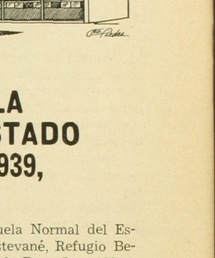 LA
STADO
939,
uela Normal del Es-
stevané, Refugio Be-